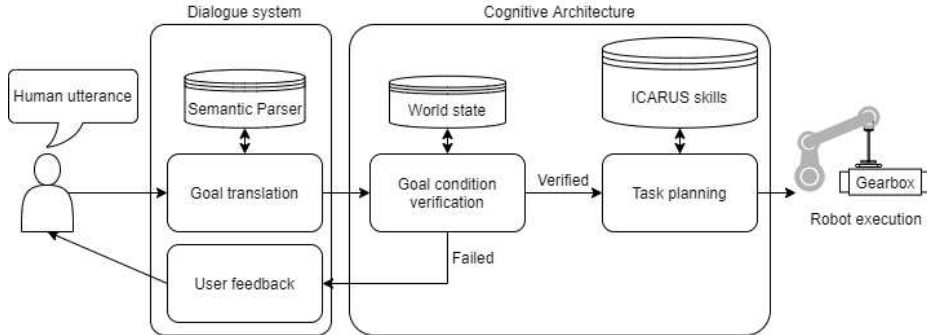 Dialogue system
Cognitive Architecture
Human utterance
Semantic Parser
World state
ICARUS skills
Goal translation
Goal condition
verification
Verified
Task planning
Gearbox
Robot execution
Failed
User feedback